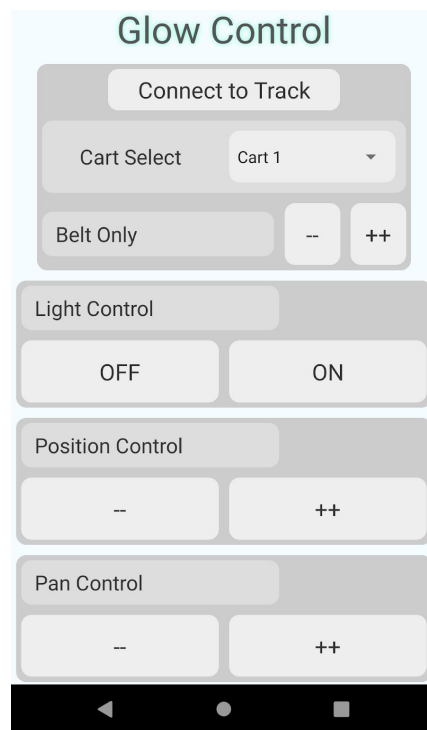 Glow Control
Connect to Track
Cart Select Cart 1
Belt Only -- ++
Light Control
OFF ON
Position Control
-- ++
Pan Control
-- ++